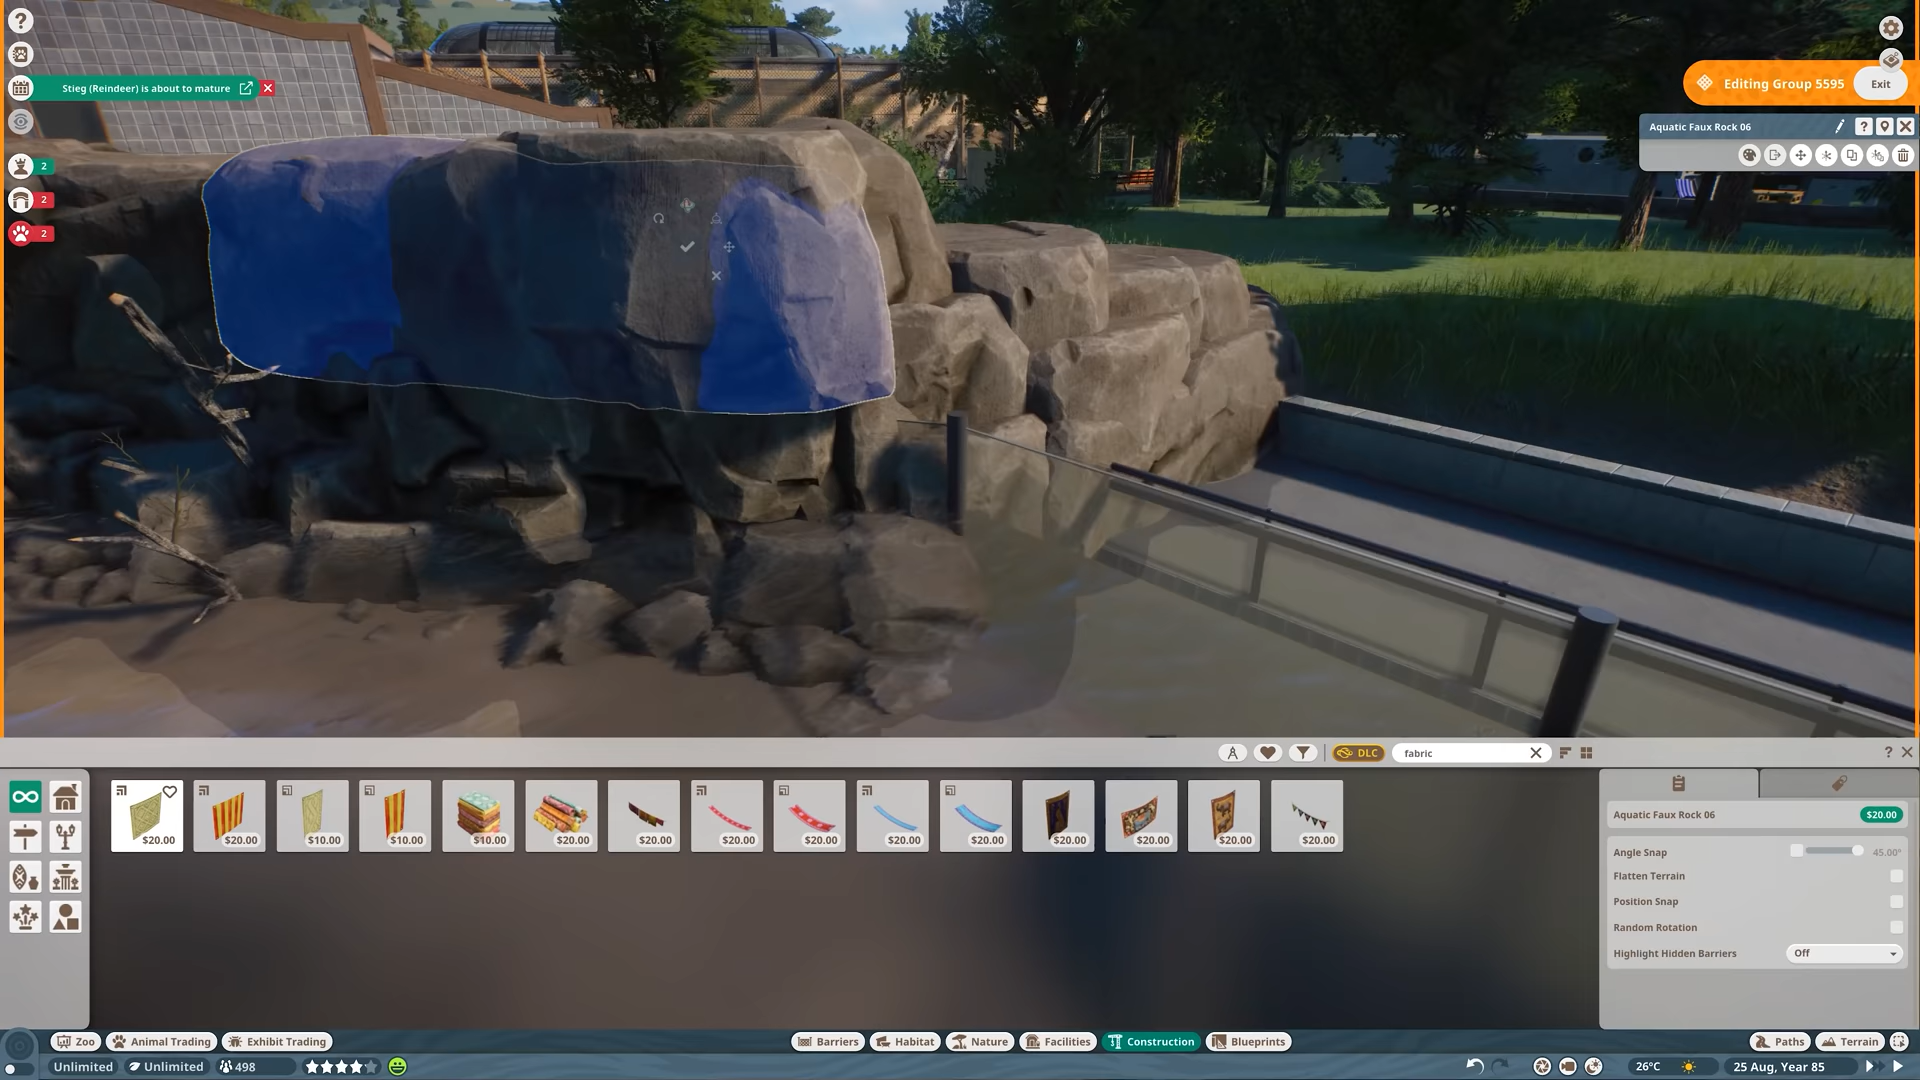 Stieg (Reindeer) is about to mature
2
2
2
Editing Group 5595
Exit
Aquatic Faux Rock 06
DLC
fabric
$20.00
$20.00
$10.00
$10.00
$10.00
$20.00
$20.00
$20.00
$20.00
$20.00
$20.00
$20.00
$20.00
$20.00
$20.00
Aquatic Faux Rock 06
$20.00
Angle Snap
45.00°
Flatten Terrain
Position Snap
Random Rotation
Highlight Hidden Barriers
Off
Zoo
Animal Trading
Exhibit Trading
Barriers
Habitat
Nature
Facilities
Construction
Blueprints
Paths
Terrain
Unlimited
Unlimited
498
26°C
25 Aug, Year 85